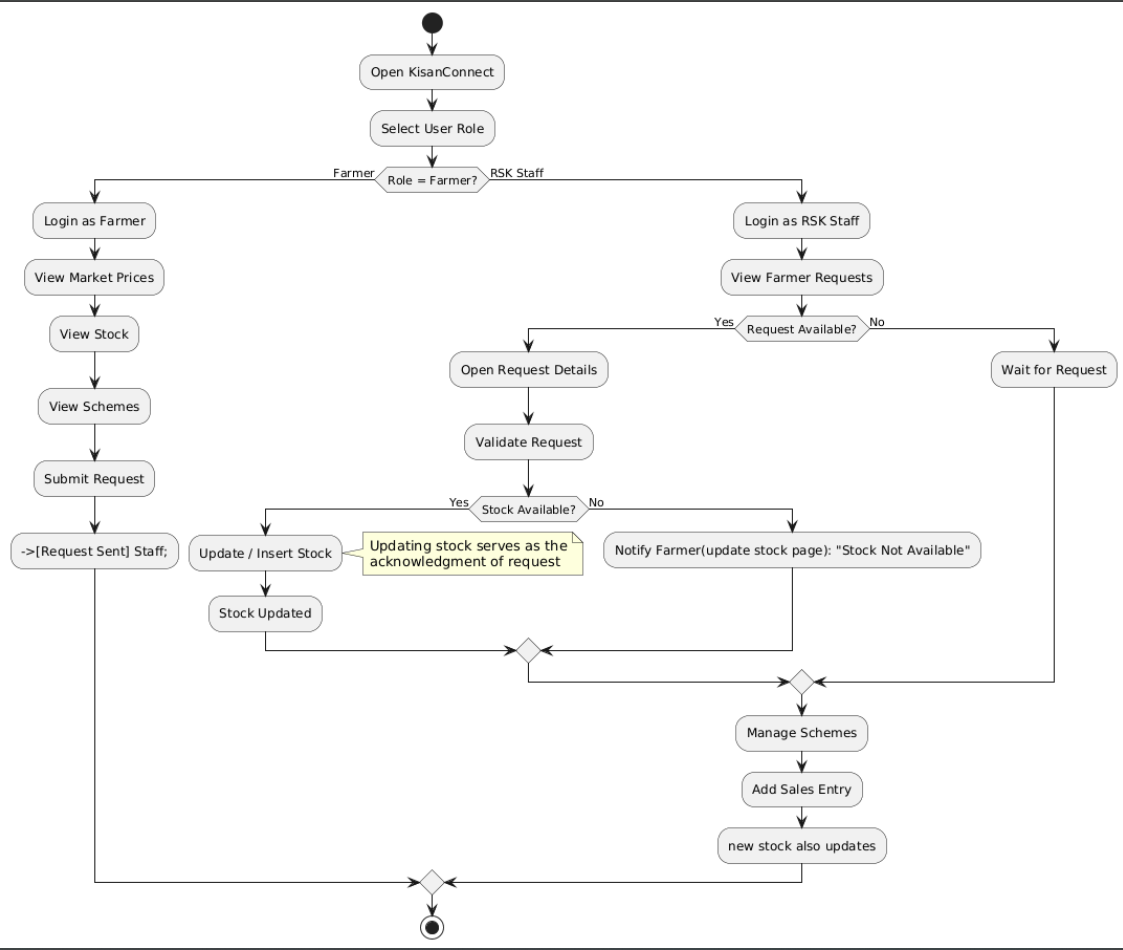 Open KisanConnect
Select User Role
Farmer
Role = Farmer?
RSK Staff
Login as Farmer
Login as RSK Staff
View Market Prices
View Farmer Requests
View Stock
Yes
Request Available?
No
Open Request Details
Wait for Request
View Schemes
Validate Request
Submit Request
Yes
Stock Available?
No
->[Request Sent] Staff;
Update / Insert Stock
Updating stock serves as the
acknowledgment of request
Notify Farmer(update stock page): "Stock Not Available"
Stock Updated
Manage Schemes
Add Sales Entry
new stock also updates